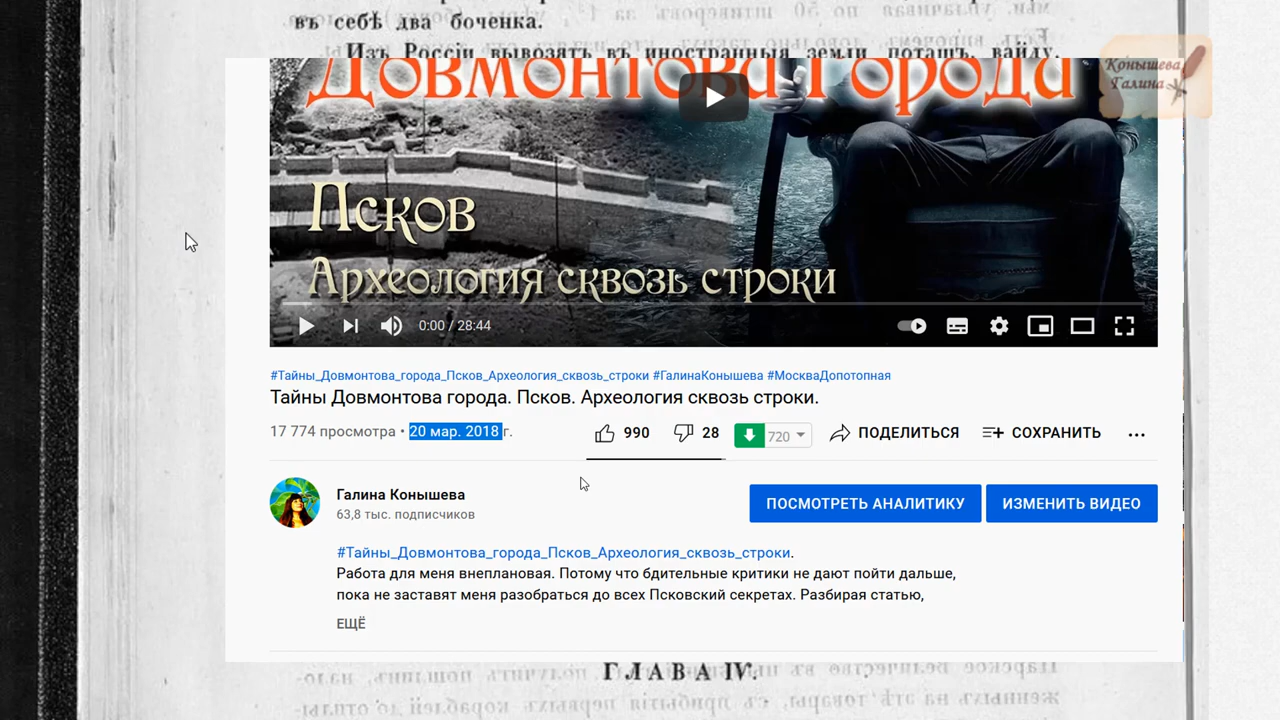 въ себѣ два боченка.
Изъ Россіи вывозятъ въ иностранныя земли поташъ, вайду,
Конышева
Галина
Довмонтова города
Псков
Археология сквозь строки
0:00 / 28:44
#Тайны_Довмонтова_города_Псков_Археология_сквозь_строки #ГалинаКонышева #МоскваДопотопная
Тайны Довмонтова города. Псков. Археология сквозь строки.
17 774 просмотра • 20 мар. 2018 г.
990 28 720 ПОДЕЛИТЬСЯ СОХРАНИТЬ
Галина Конышева
63,8 тыс. подписчиков
ПОСМОТРЕТЬ АНАЛИТИКУ ИЗМЕНИТЬ ВИДЕО
#Тайны_Довмонтова_города_Псков_Археология_сквозь_строки.
Работа для меня внеплановая. Потому что бдительные критики не дают пойти дальше,
пока не заставят меня разобраться до всех Псковский секретах. Разбирая статью,
ЕЩЁ
ГЛАВА IV.